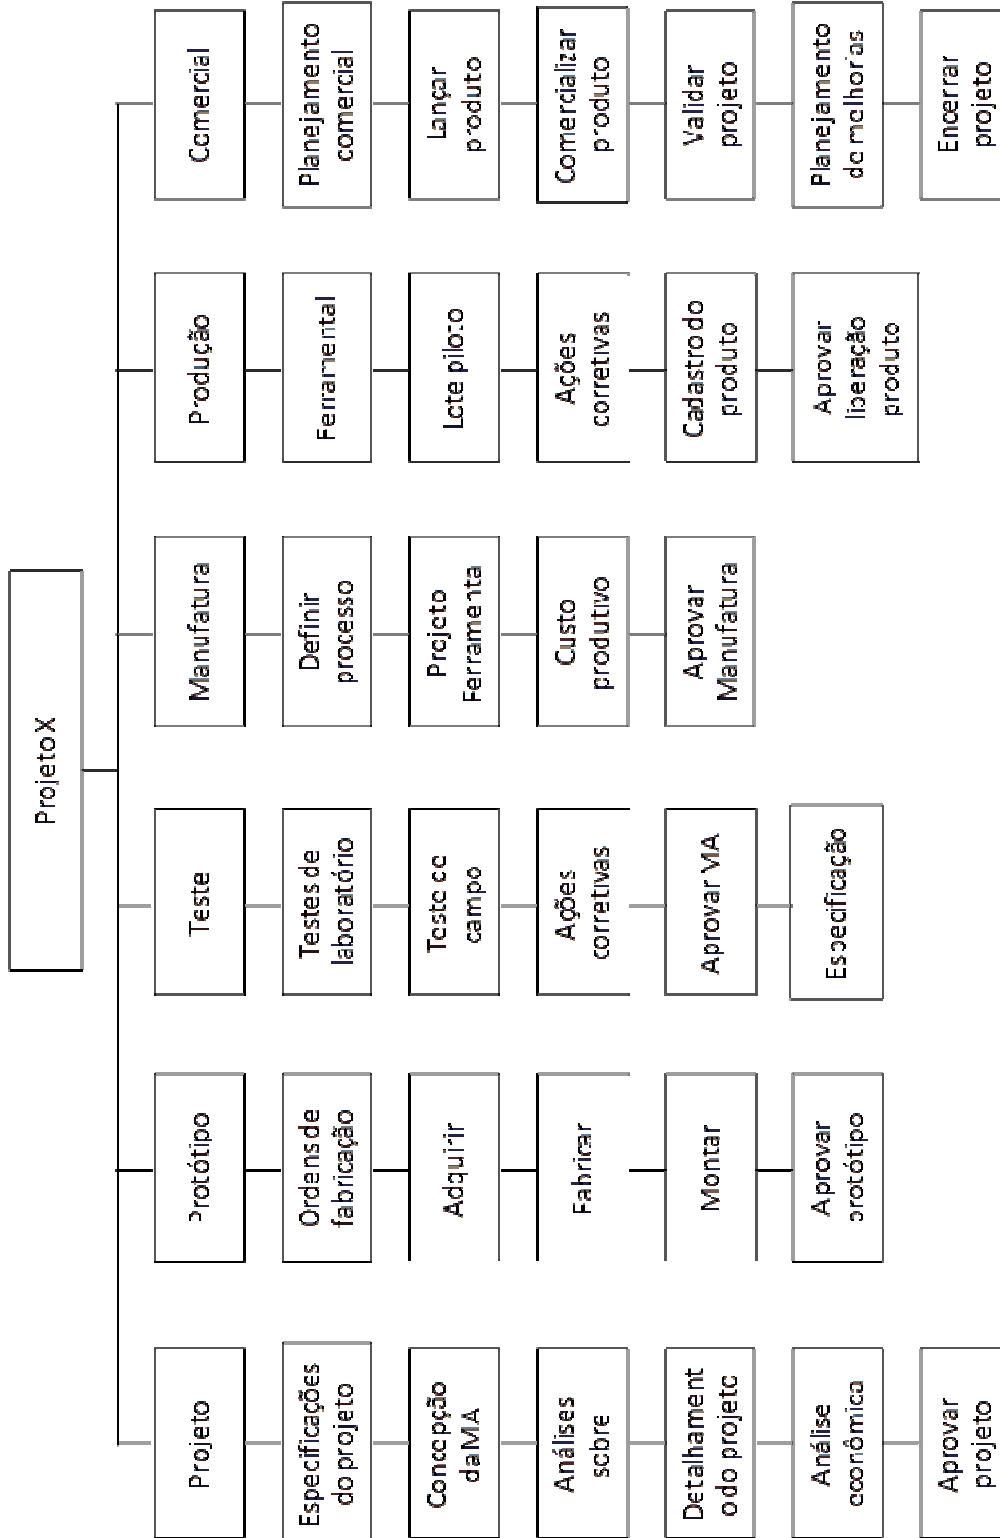 Projeto X
Projeto
Especificações
do projeto
Concepção
da MA
Análises
sobre
Detalhament
o do projeto
Análise
econômica
Aprovar
projeto
Protótipo
Ordens de
fabricação
Adquirir
Fabricar
Montar
Aprovar
protótipo
Teste
Testes de
laboratório
Teste de
campo
Ações
corretivas
Aprovar MA
Especificação
Manufatura
Definir
processo
Projeto
Ferramenta
Custo
produtivo
Aprovar
Manufatura
Produção
Ferramental
Lote piloto
Ações
corretivas
Cadastro do
produto
Aprovar
liberação
produto
Comercial
Planejamento
comercial
Lançar
produto
Comercializar
produto
Validar
projeto
Planejamento
de melhorias
Encerrar
projeto